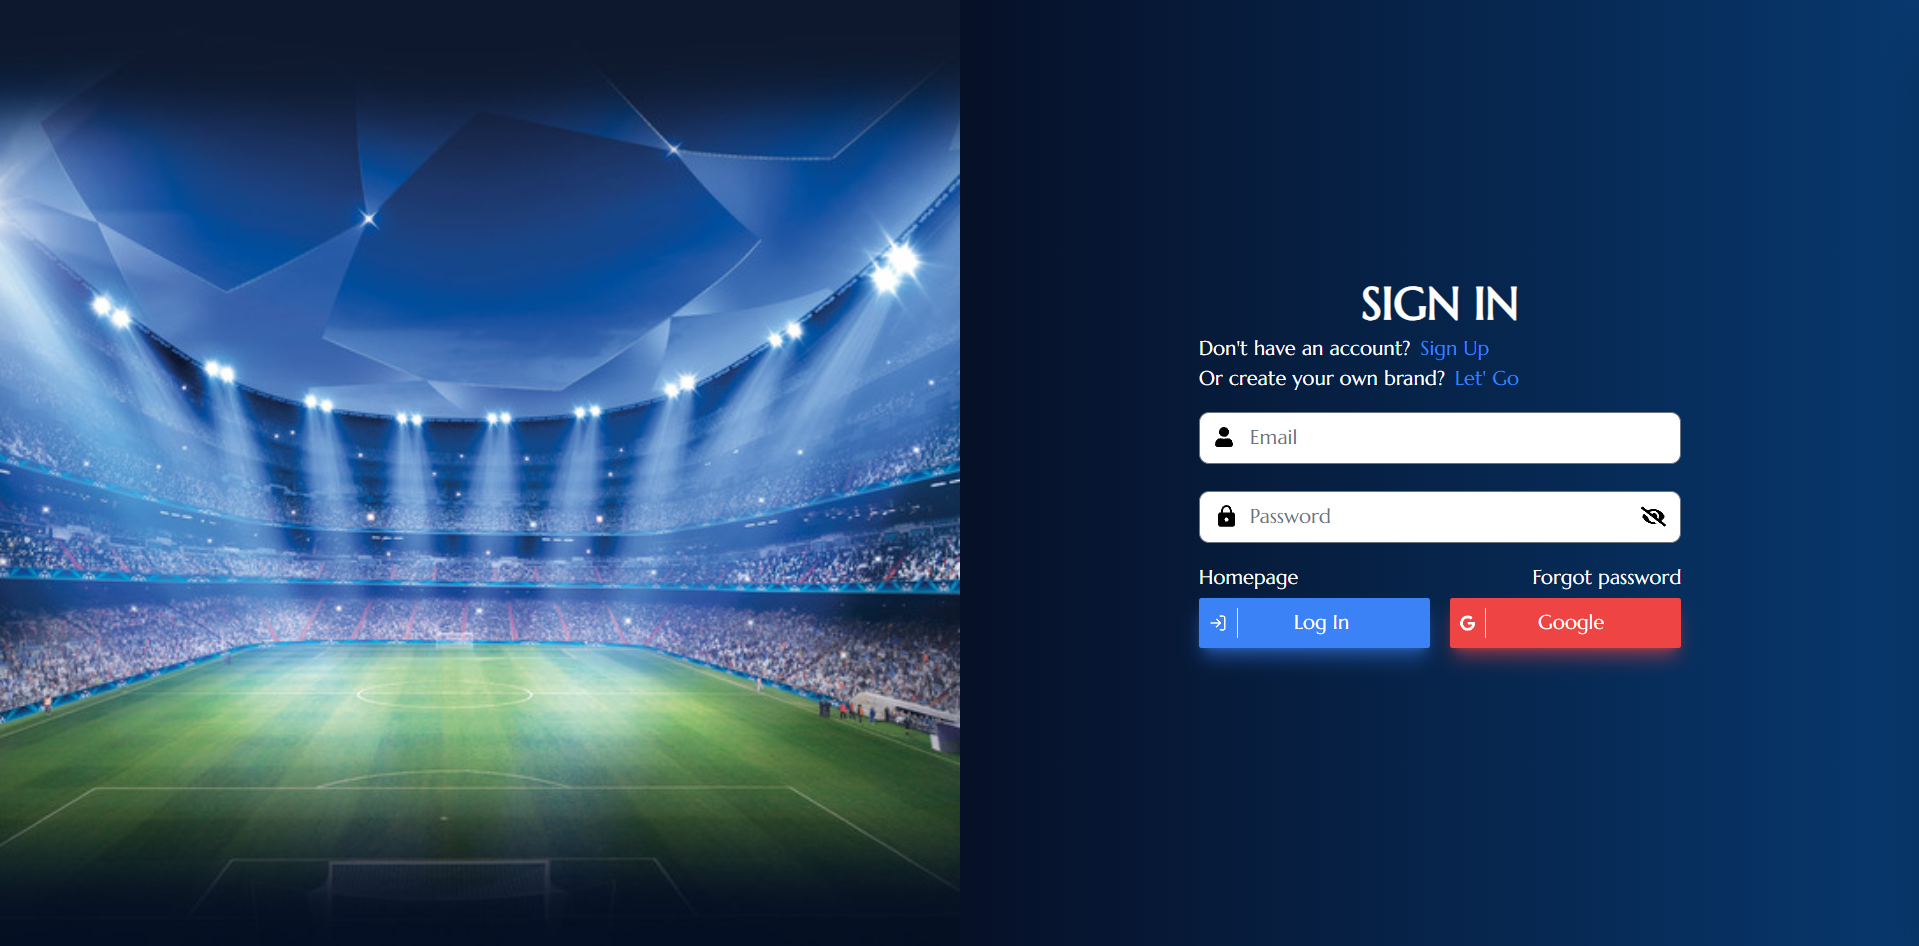 SIGN IN
Don't have an account? Sign Up
Or create your own brand? Let' Go
Email
Password
Homepage
Forgot password
Log In
Google